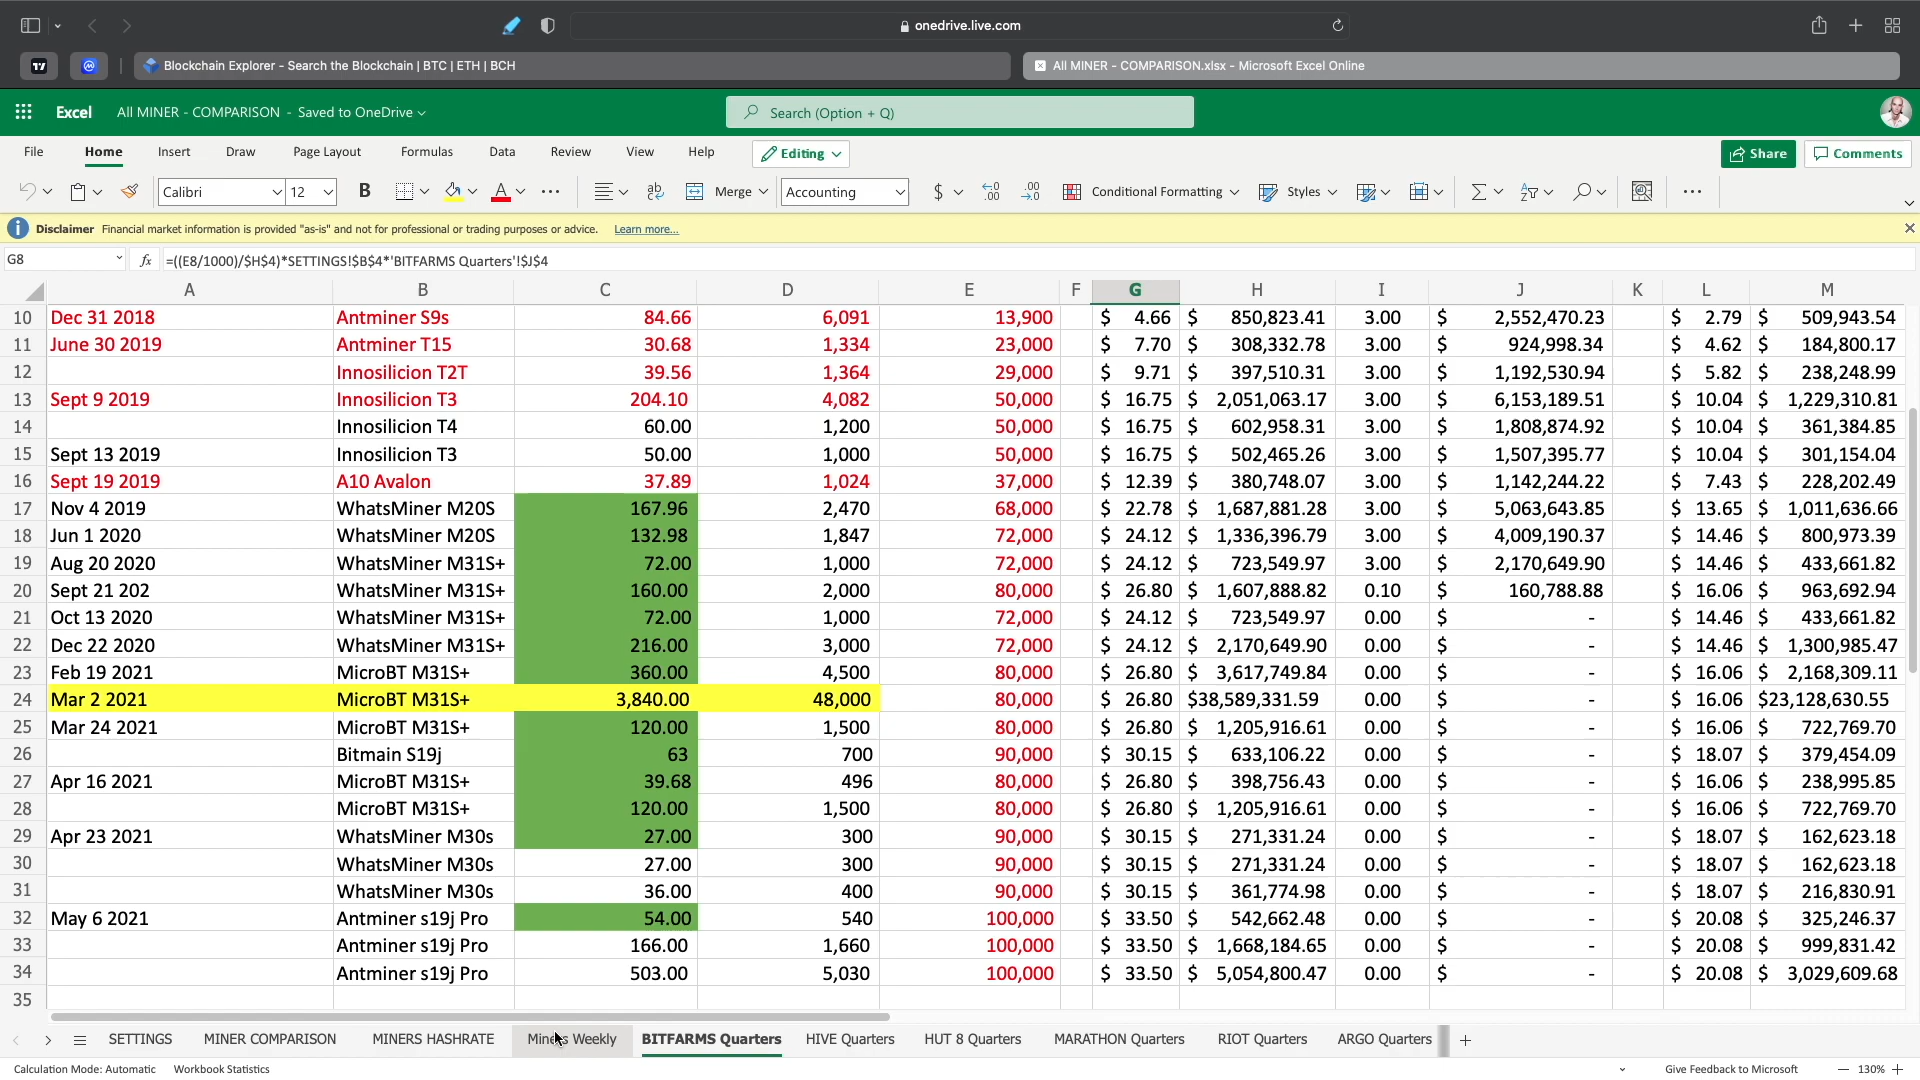 onedrive.live.com
Blockchain Explorer - Search the Blockchain | BTC | ETH | BCH
All MINER - COMPARISON.xlsx - Microsoft Excel Online
Excel All MINER - COMPARISON - Saved to OneDrive
Search (Option + Q)
File Home Insert Draw Page Layout Formulas Data Review View Help Editing Share Comments
Calibri 12 B A ab Merge Accounting $ .00 .00 Conditional Formatting Styles
Disclaimer Financial market information is provided "as-is" and not for professional or trading purposes or advice. Learn more...
G8 fx =((E8/1000)/$H$4)*SETTINGS!$B$4*'BITFARMS Quarters'!$J$4
A B C D E F G H I J K L M
10 Dec 31 2018 Antminer S9s 84.66 6,091 13,900 $ 4.66 $ 850,823.41 3.00 $ 2,552,470.23 $ 2.79 $ 509,943.54
11 June 30 2019 Antminer T15 30.68 1,334 23,000 $ 7.70 $ 308,332.78 3.00 $ 924,998.34 $ 4.62 $ 184,800.17
12 Innosilicion T2T 39.56 1,364 29,000 $ 9.71 $ 397,510.31 3.00 $ 1,192,530.94 $ 5.82 $ 238,248.99
13 Sept 9 2019 Innosilicion T3 204.10 4,082 50,000 $ 16.75 $ 2,051,063.17 3.00 $ 6,153,189.51 $ 10.04 $ 1,229,310.81
14 Innosilicion T4 60.00 1,200 50,000 $ 16.75 $ 602,958.31 3.00 $ 1,808,874.92 $ 10.04 $ 361,384.85
15 Sept 13 2019 Innosilicion T3 50.00 1,000 50,000 $ 16.75 $ 502,465.26 3.00 $ 1,507,395.77 $ 10.04 $ 301,154.04
16 Sept 19 2019 A10 Avalon 37.89 1,024 37,000 $ 12.39 $ 380,748.07 3.00 $ 1,142,244.22 $ 7.43 $ 228,202.49
17 Nov 4 2019 WhatsMiner M20S 167.96 2,470 68,000 $ 22.78 $ 1,687,881.28 3.00 $ 5,063,643.85 $ 13.65 $ 1,011,636.66
18 Jun 1 2020 WhatsMiner M20S 132.98 1,847 72,000 $ 24.12 $ 1,336,396.79 3.00 $ 4,009,190.37 $ 14.46 $ 800,973.39
19 Aug 20 2020 WhatsMiner M31S+ 72.00 1,000 72,000 $ 24.12 $ 723,549.97 3.00 $ 2,170,649.90 $ 14.46 $ 433,661.82
20 Sept 21 202 WhatsMiner M31S+ 160.00 2,000 80,000 $ 26.80 $ 1,607,888.82 0.10 $ 160,788.88 $ 16.06 $ 963,692.94
21 Oct 13 2020 WhatsMiner M31S+ 72.00 1,000 72,000 $ 24.12 $ 723,549.97 0.00 $ - $ 14.46 $ 433,661.82
22 Dec 22 2020 WhatsMiner M31S+ 216.00 3,000 72,000 $ 24.12 $ 2,170,649.90 0.00 $ - $ 14.46 $ 1,300,985.47
23 Feb 19 2021 MicroBT M31S+ 360.00 4,500 80,000 $ 26.80 $ 3,617,749.84 0.00 $ - $ 16.06 $ 2,168,309.11
24 Mar 2 2021 MicroBT M31S+ 3,840.00 48,000 80,000 $ 26.80 $38,589,331.59 0.00 $ - $ 16.06 $23,128,630.55
25 Mar 24 2021 MicroBT M31S+ 120.00 1,500 80,000 $ 26.80 $ 1,205,916.61 0.00 $ - $ 16.06 $ 722,769.70
26 Bitmain S19j 63 700 90,000 $ 30.15 $ 633,106.22 0.00 $ - $ 18.07 $ 379,454.09
27 Apr 16 2021 MicroBT M31S+ 39.68 496 80,000 $ 26.80 $ 398,756.43 0.00 $ - $ 16.06 $ 238,995.85
28 MicroBT M31S+ 120.00 1,500 80,000 $ 26.80 $ 1,205,916.61 0.00 $ - $ 16.06 $ 722,769.70
29 Apr 23 2021 WhatsMiner M30s 27.00 300 90,000 $ 30.15 $ 271,331.24 0.00 $ - $ 18.07 $ 162,623.18
30 WhatsMiner M30s 27.00 300 90,000 $ 30.15 $ 271,331.24 0.00 $ - $ 18.07 $ 162,623.18
31 WhatsMiner M30s 36.00 400 90,000 $ 30.15 $ 361,774.98 0.00 $ - $ 18.07 $ 216,830.91
32 May 6 2021 Antminer s19j Pro 54.00 540 100,000 $ 33.50 $ 542,662.48 0.00 $ - $ 20.08 $ 325,246.37
33 Antminer s19j Pro 166.00 1,660 100,000 $ 33.50 $ 1,668,184.65 0.00 $ - $ 20.08 $ 999,831.42
34 Antminer s19j Pro 503.00 5,030 100,000 $ 33.50 $ 5,054,800.47 0.00 $ - $ 20.08 $ 3,029,609.68
35
SETTINGS MINER COMPARISON MINERS HASHRATE Miners Weekly BITFARMS Quarters HIVE Quarters HUT 8 Quarters MARATHON Quarters RIOT Quarters ARGO Quarters
Calculation Mode: Automatic Workbook Statistics Give Feedback to Microsoft 130%